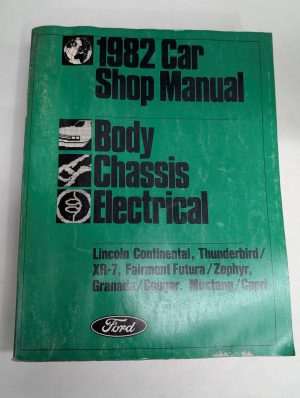 1982 Car
Shop Manual
Body
Chassis
Electrical
Lincoln Continental, Thunderbird/
XR-7, Fairmont Futura/Zephyr,
Granada/Cougar, Mustang/Capri
Ford